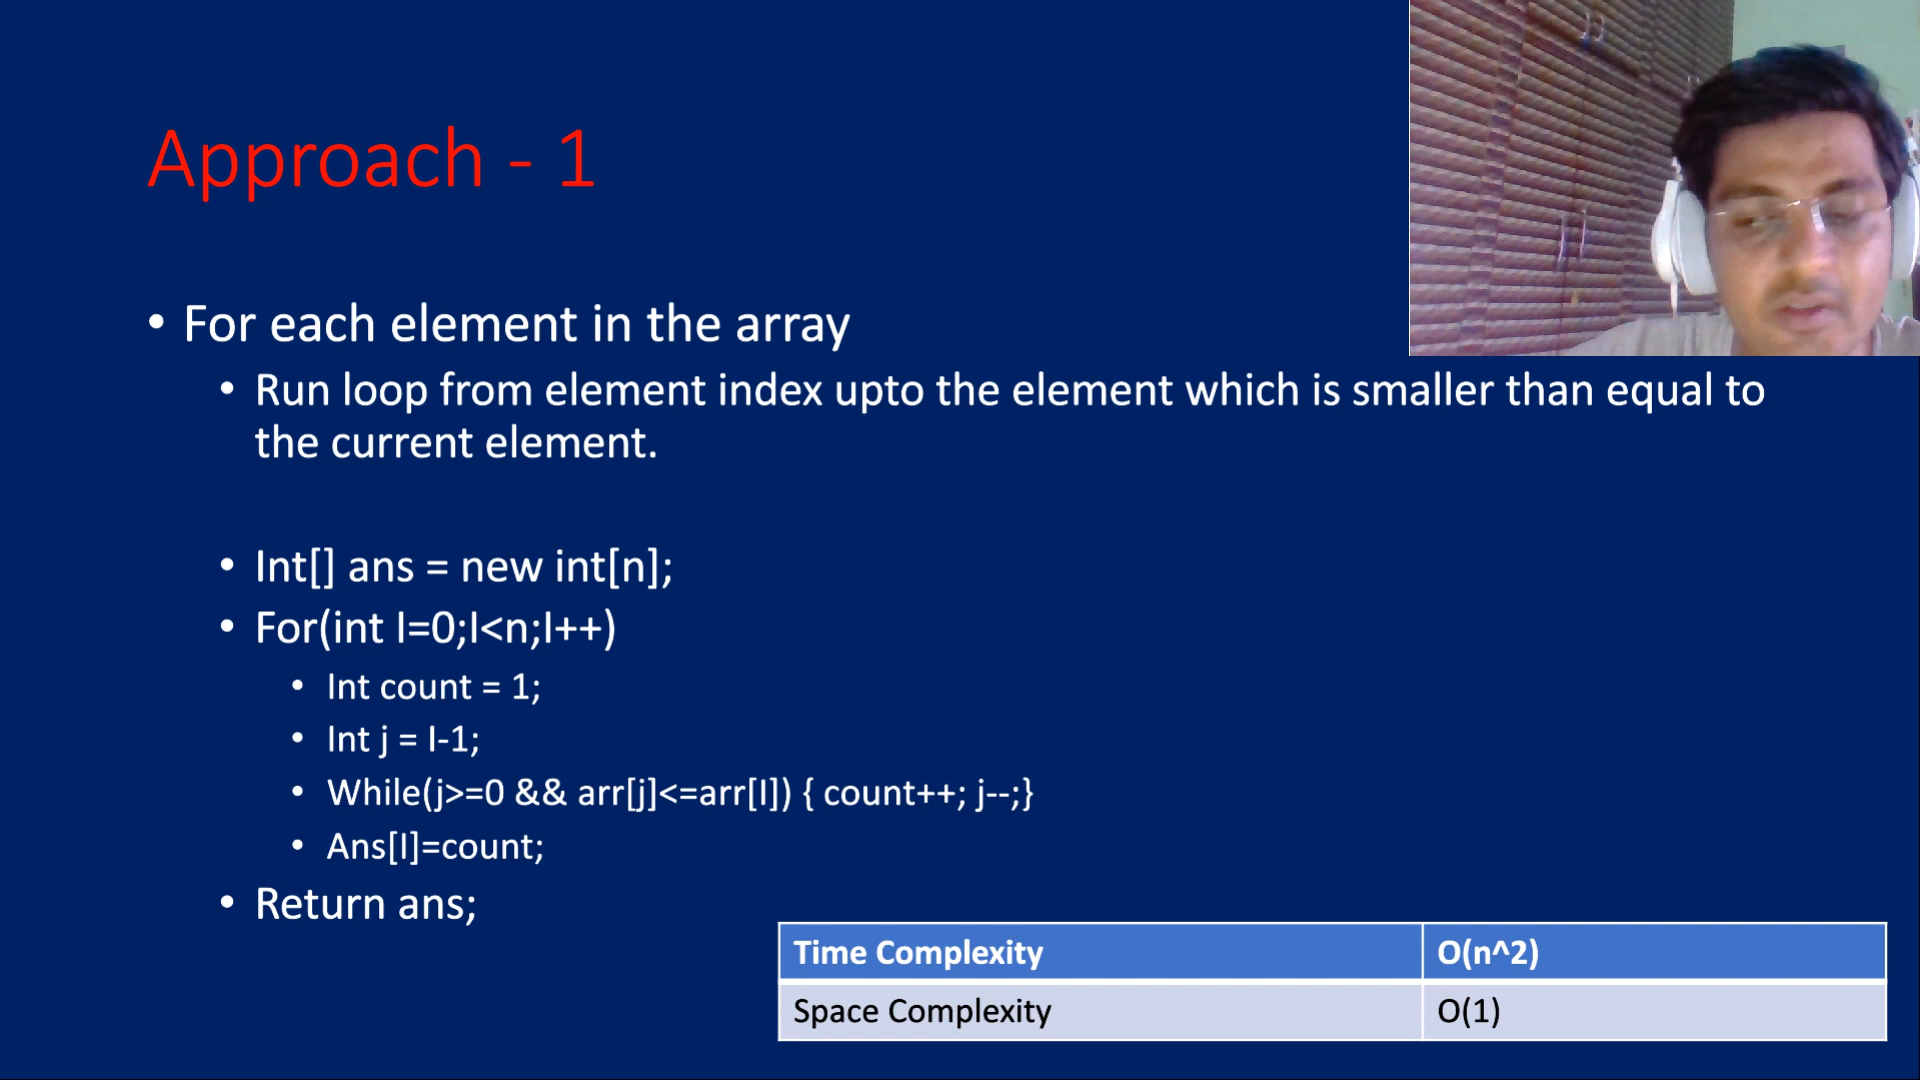 Approach - 1
• For each element in the array
• Run loop from element index upto the element which is smaller than equal to
the current element.
• Int[] ans = new int[n];
• For(int I=0;I<n;I++)
• Int count = 1;
• Int j = I-1;
• While(j>=0 && arr[j]<=arr[I]) { count++; j--;}
• Ans[I]=count;
• Return ans;
Time Complexity O(n^2)
Space Complexity O(1)